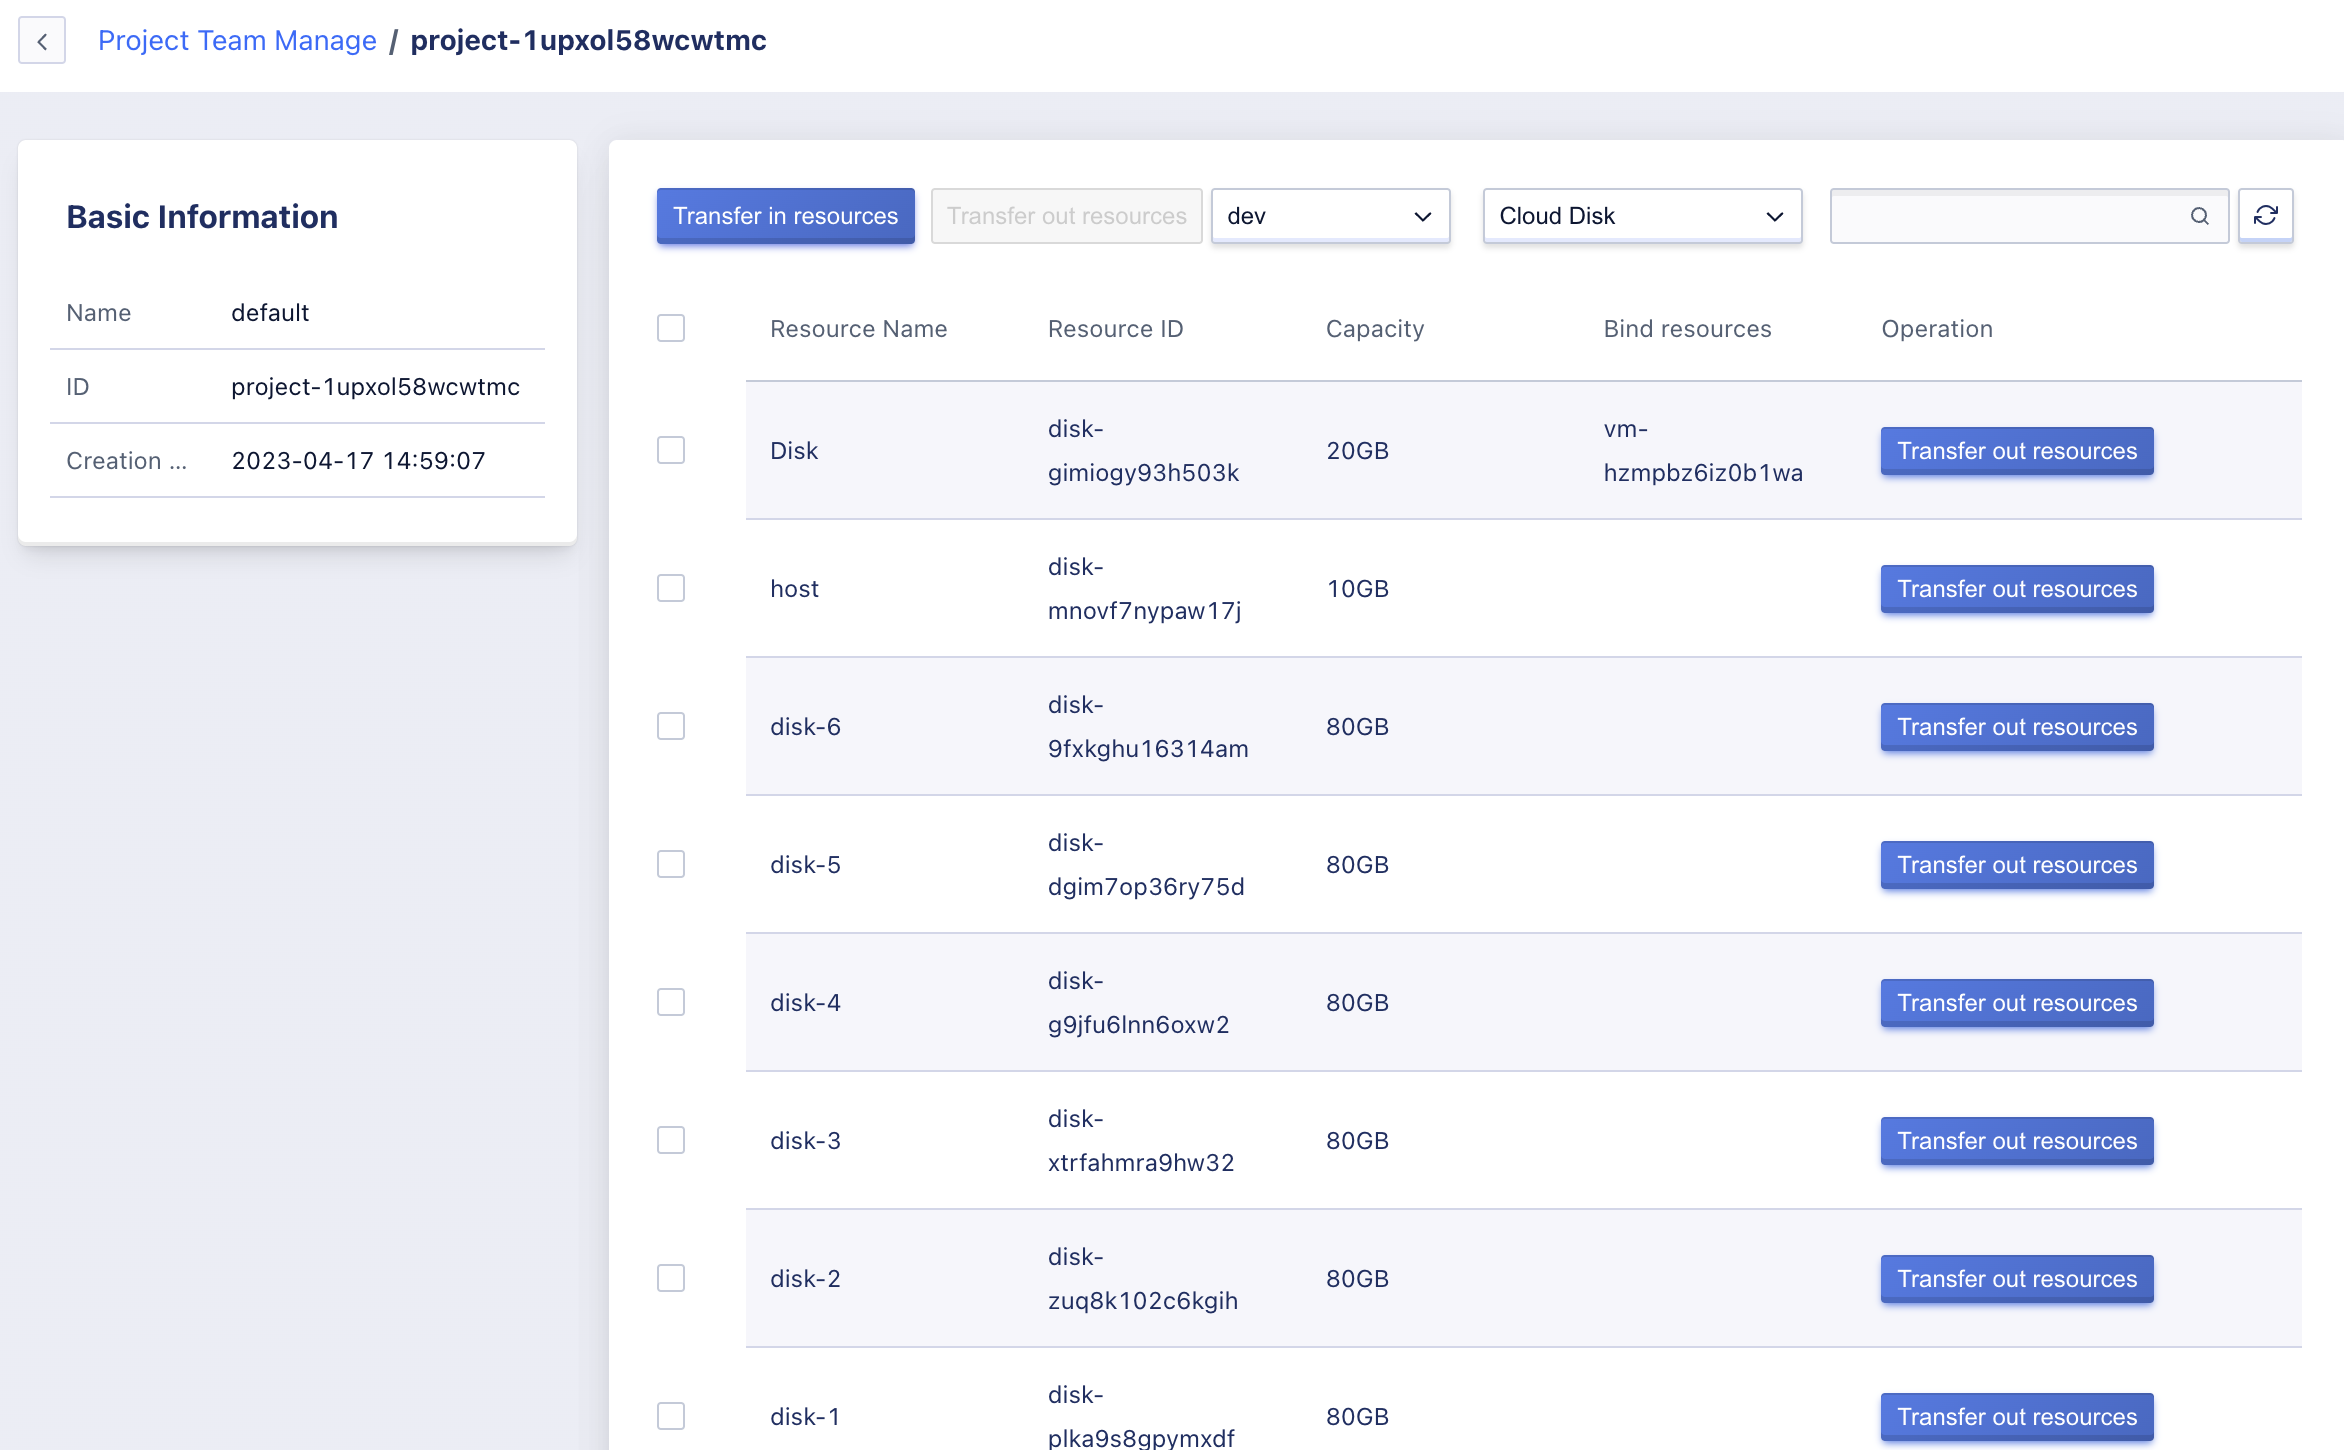 Project Team Manage / project-1upxol58wcwtmc
Basic Information
Name default
ID project-1upxol58wcwtmc
Creation ... 2023-04-17 14:59:07
Transfer in resources Transfer out resources dev Cloud Disk
Resource Name Resource ID Capacity Bind resources Operation
Disk disk-
gimiogy93h503k 20GB vm-
hzmpbz6iz0b1wa Transfer out resources
host disk-
mnovf7nypaw17j 10GB Transfer out resources
disk-6 disk-
9fxkghu16314am 80GB Transfer out resources
disk-5 disk-
dgim7op36ry75d 80GB Transfer out resources
disk-4 disk-
g9jfu6lnn6oxw2 80GB Transfer out resources
disk-3 disk-
xtrfahmra9hw32 80GB Transfer out resources
disk-2 disk-
zuq8k102c6kgih 80GB Transfer out resources
disk-1 disk-
plka9s8gpymxdf 80GB Transfer out resources